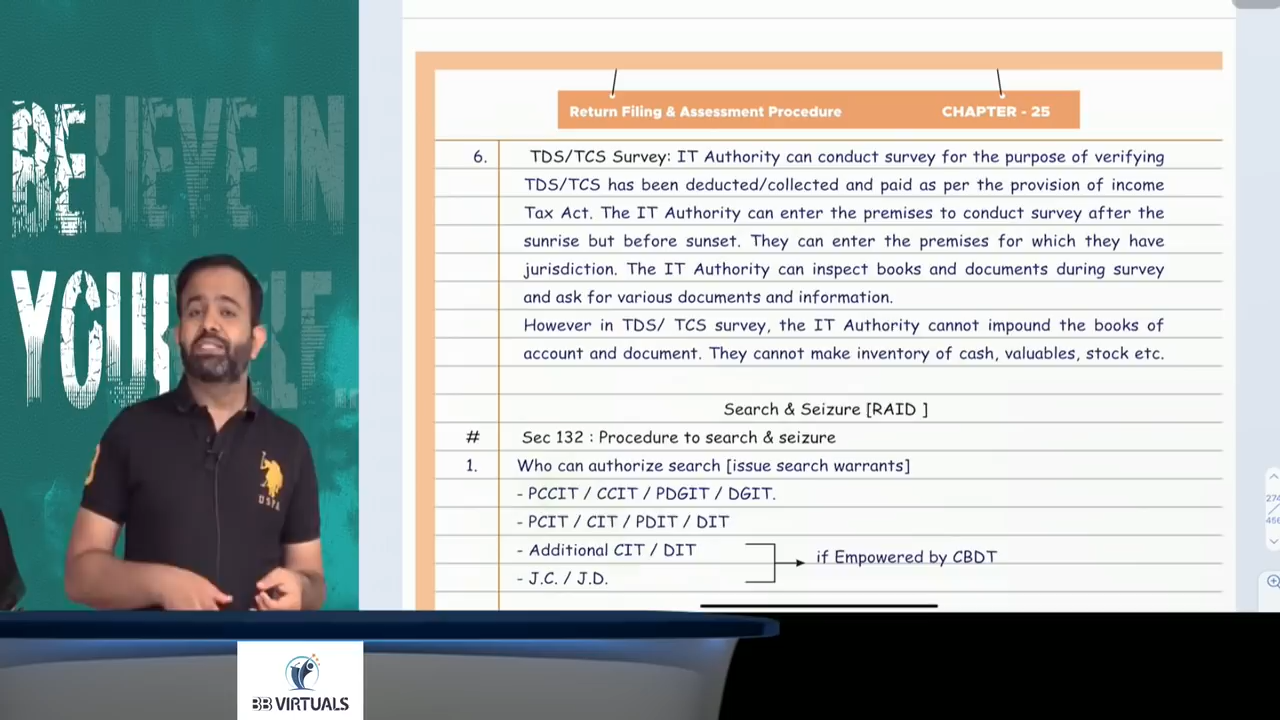 BELIEVE IN
YOUR
Return Filing & Assessment Procedure CHAPTER - 25
6. TDS/TCS Survey: IT Authority can conduct survey for the purpose of verifying
TDS/TCS has been deducted/collected and paid as per the provision of income
Tax Act. The IT Authority can enter the premises to conduct survey after the
sunrise but before sunset. They can enter the premises for which they have
jurisdiction. The IT Authority can inspect books and documents during survey
and ask for various documents and information.
However in TDS/ TCS survey, the IT Authority cannot impound the books of
account and document. They cannot make inventory of cash, valuables, stock etc.
Search & Seizure [RAID ]
# Sec 132 : Procedure to search & seizure
1. Who can authorize search [issue search warrants]
- PCCIT / CCIT / PDGIT / DGIT.
- PCIT / CIT / PDIT / DIT
- Additional CIT / DIT
if Empowered by CBDT
- J.C. / J.D.
274
456
3
USPA
BB VIRTUALS